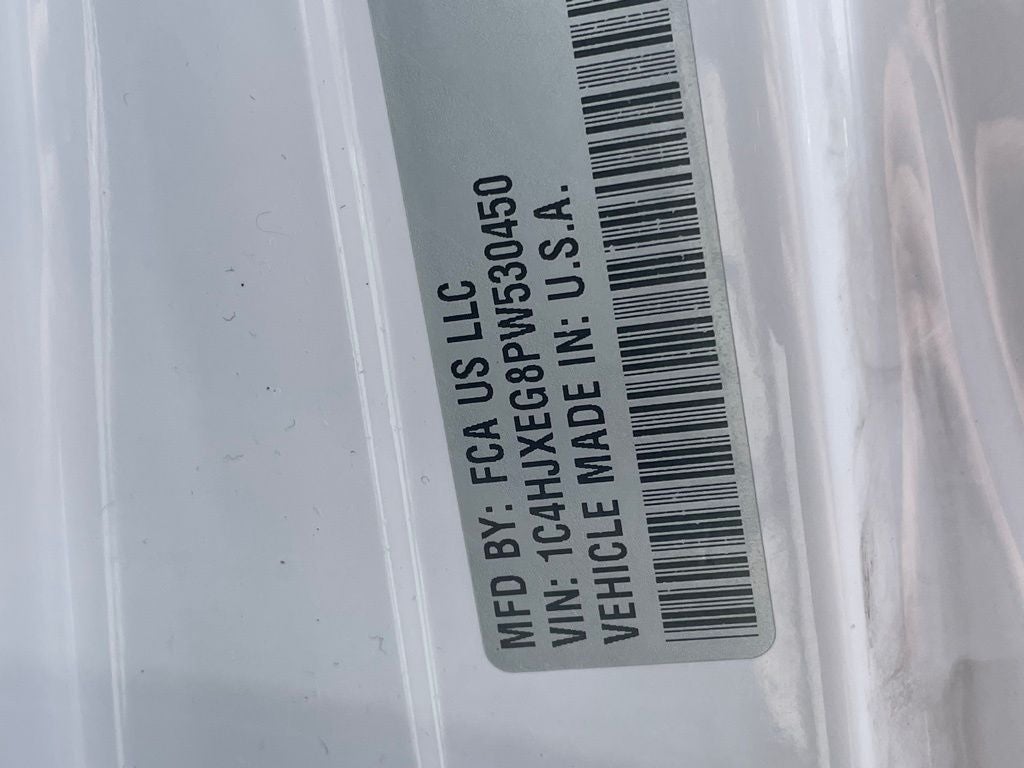 MFD BY: FCA US LLC
VIN: 1C4HJXEG8PW530450
VEHICLE MADE IN: U.S.A.